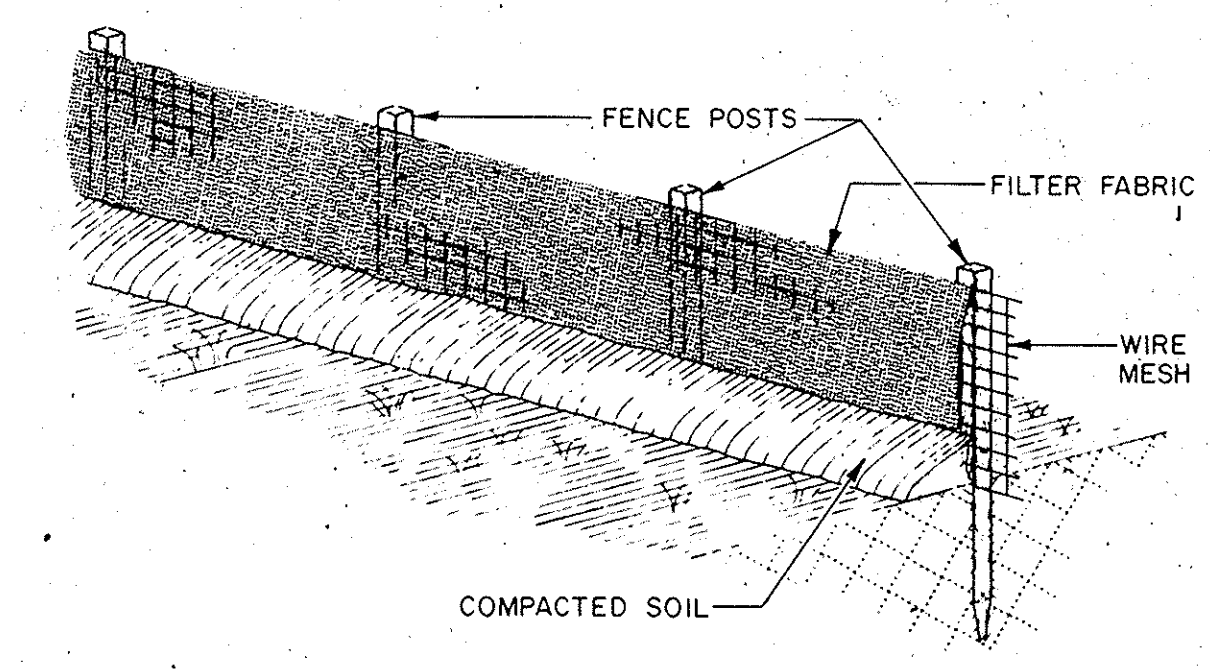 FENCE POSTS
FILTER FABRIC
WIRE
MESH
COMPACTED SOIL